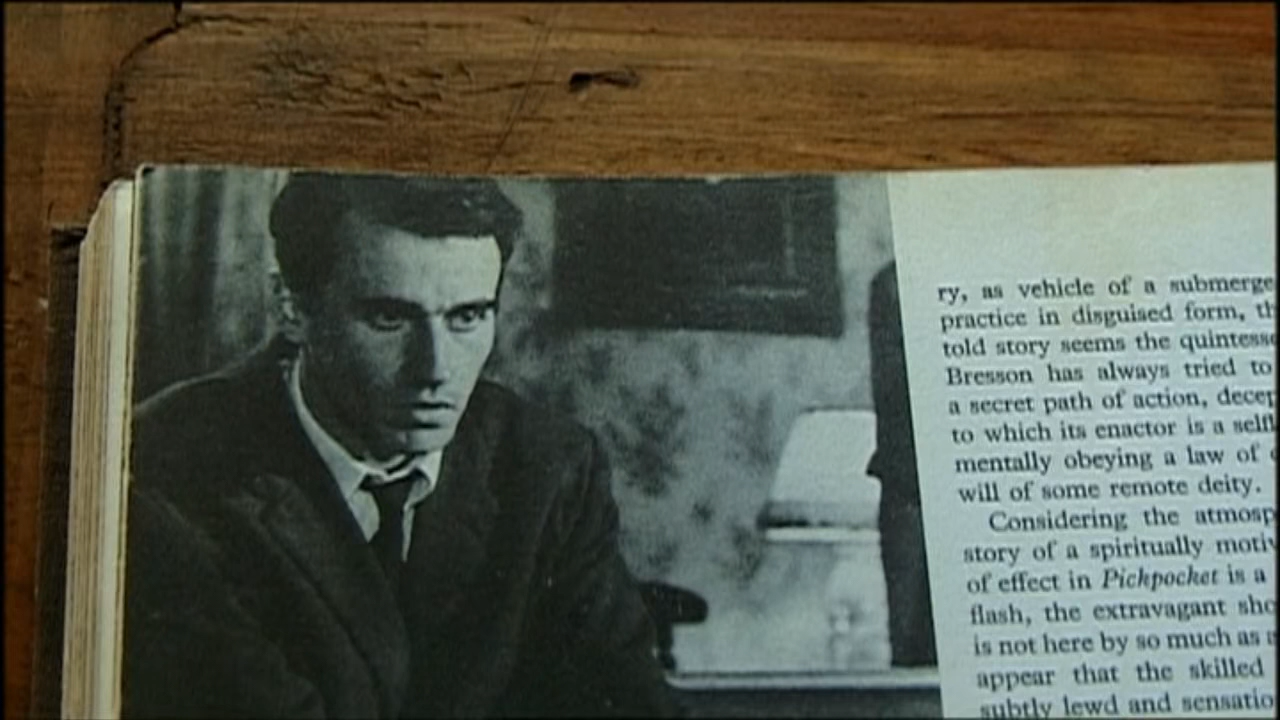 ry, as vehicle of a submerge
practice in disguised form, th
told story seems the quintesse
Bresson has always tried to
a secret path of action, decep
to which its enactor is a selfl
mentally obeying a law of
will of some remote deity.
Considering the atmosp
story of a spiritually motiv
of effect in Pickpocket is a
flash, the extravagant sho
is not here by so much as a
appear that the skilled
subtly lewd and sensatio